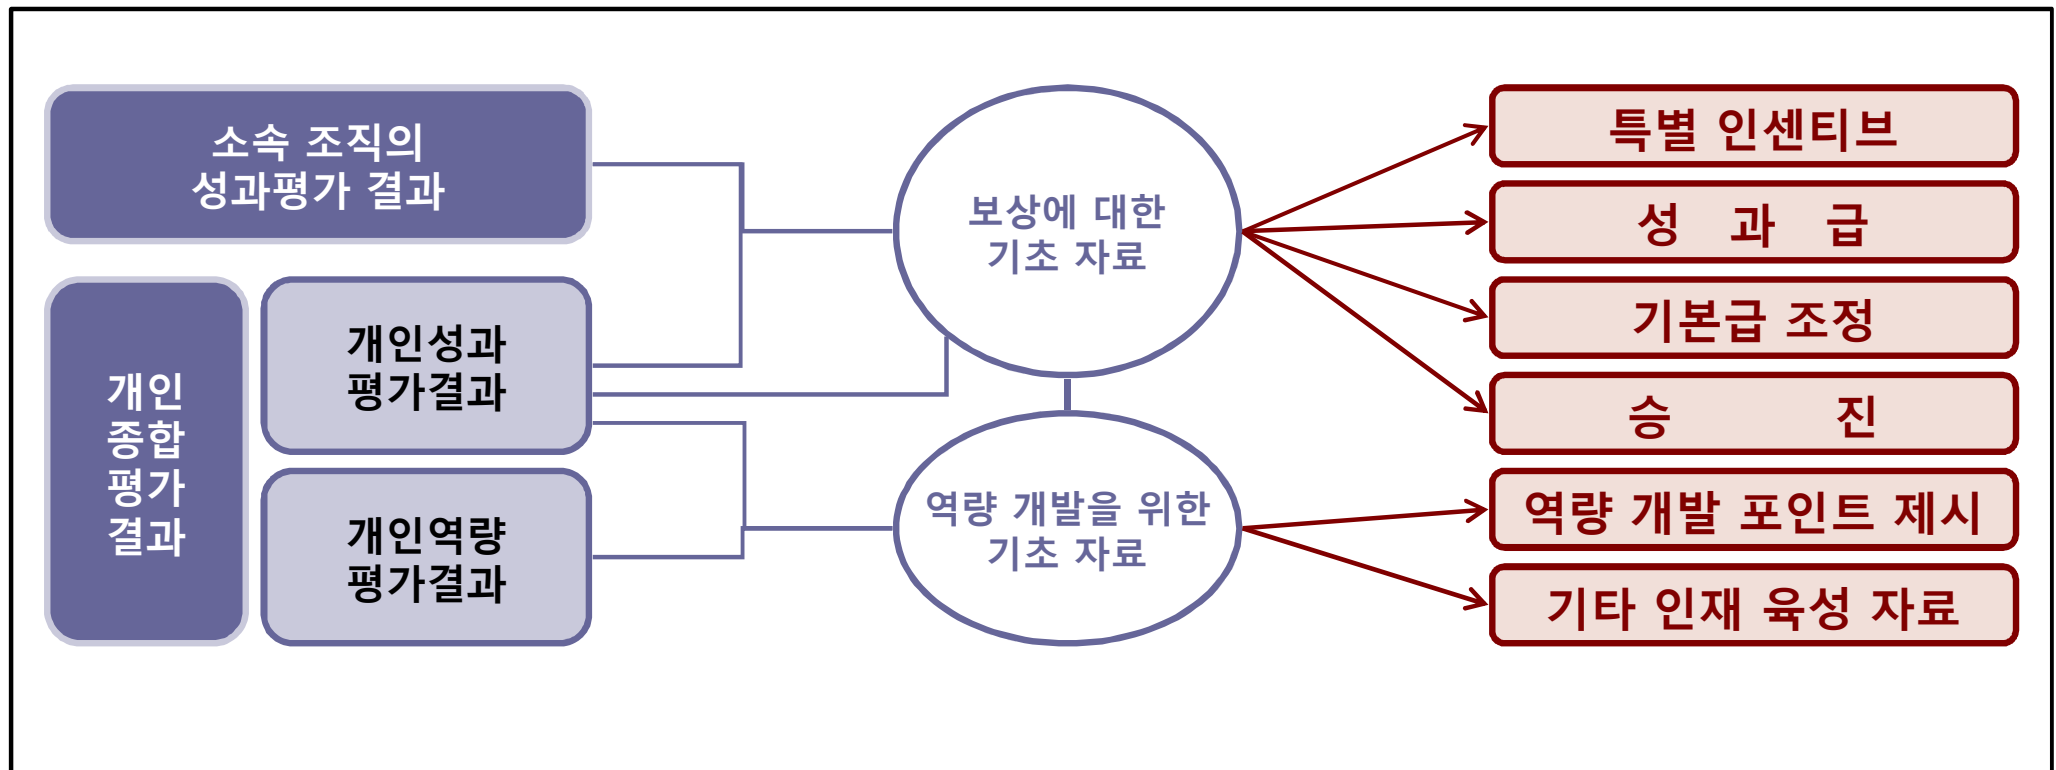 소속 조직의
성과평가 결과
개인
종합
평가
결과
개인성과
평가결과
개인역량
평가결과
보상에 대한
기초 자료
역량 개발을 위한
기초 자료
특별 인센티브
성 과 급
기본급 조정
승 진
역량 개발 포인트 제시
기타 인재 육성 자료